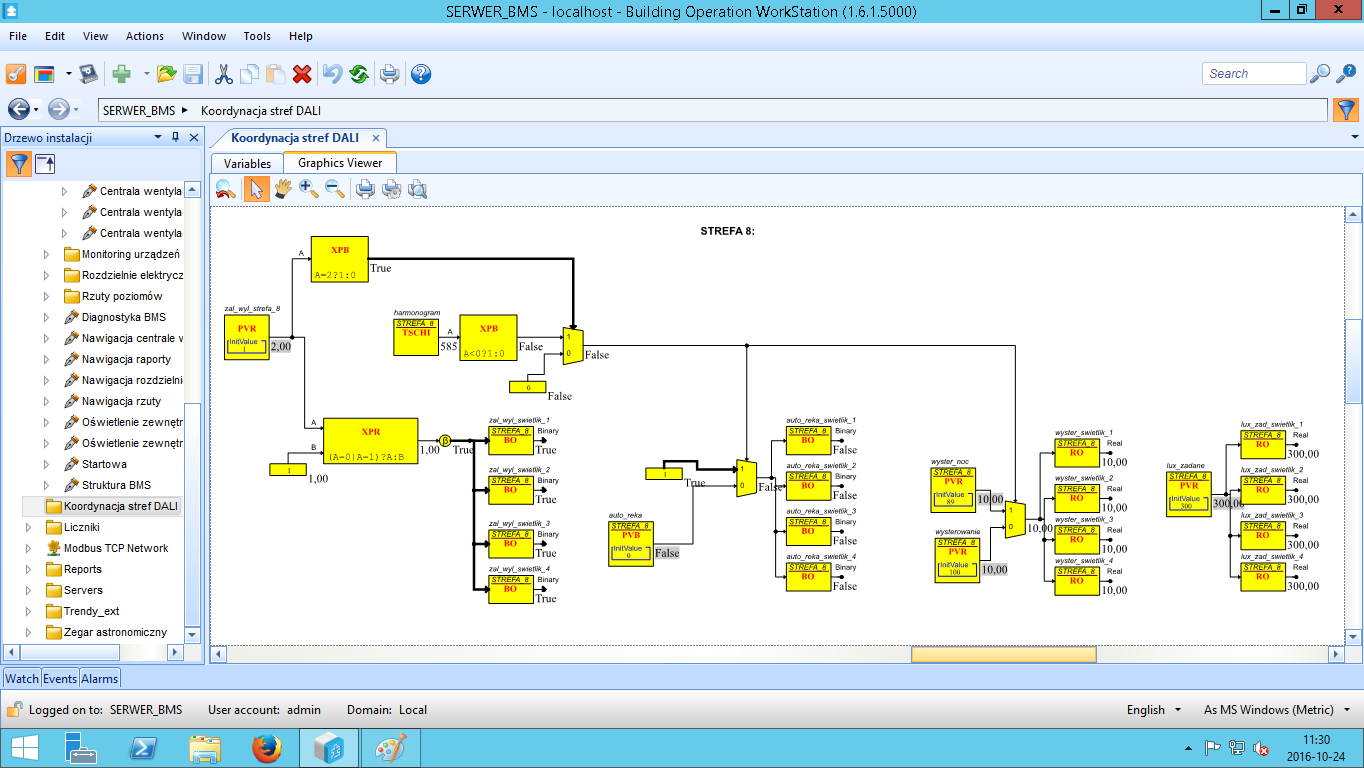 SERWER_BMS - localhost - Building Operation WorkStation (1.6.1.5000)
File Edit View Actions Window Tools Help
Search
SERWER_BMS ▸ Koordynacja stref DALI
Drzewo instalacji
Centrala wentyla
Centrala wentyla
Centrala wentyla
Monitoring urządzeń
Rozdzielnie elektrycz
Rzuty poziomów
Diagnostyka BMS
Nawigacja centrale w
Nawigacja raporty
Nawigacja rozdzielni
Nawigacja rzuty
Oświetlenie zewnętr
Oświetlenie zewnętr
Startowa
Struktura BMS
Koordynacja stref DALI
Liczniki
Modbus TCP Network
Reports
Servers
Trendy_ext
Zegar astronomiczny
Koordynacja stref DALI
Variables Graphics Viewer
STREFA 8:
A
XPB
A=2?1:0
True
zal_wyl_strefa_8
PVR
InitValue
1
2,00
harmonogram
STREFA_8
TSCHI
585
A
XPB
A<0?1:0
False
1
0
False
0
False
A
B
XPR
(A=0|A=1)?A:B
1,00
1
1,00
β
True
zal_wyl_swietlik_1
STREFA_8 Binary
BO
True
zal_wyl_swietlik_2
STREFA_8 Binary
BO
True
zal_wyl_swietlik_3
STREFA_8 Binary
BO
True
zal_wyl_swietlik_4
STREFA_8 Binary
BO
True
auto_reka
STREFA_8
PVB
InitValue
0
False
1
True
1
0
False
auto_reka_swietlik_1
STREFA_8 Binary
BO
False
auto_reka_swietlik_2
STREFA_8 Binary
BO
False
auto_reka_swietlik_3
STREFA_8 Binary
BO
False
auto_reka_swietlik_4
STREFA_8 Binary
BO
False
wyster_noc
STREFA_8
PVR
InitValue
89
10,00
wysterowanie
STREFA_8
PVR
InitValue
100
10,00
1
0
10,00
wyster_swietlik_1
STREFA_8 Real
RO
10,00
wyster_swietlik_2
STREFA_8 Real
RO
10,00
wyster_swietlik_3
STREFA_8 Real
RO
10,00
wyster_swietlik_4
STREFA_8 Real
RO
10,00
lux_zadane
STREFA_8
PVR
InitValue
300
300,00
lux_zad_swietlik_1
STREFA_8 Real
RO
300,00
lux_zad_swietlik_2
STREFA_8 Real
RO
300,00
lux_zad_swietlik_3
STREFA_8 Real
RO
300,00
lux_zad_swietlik_4
STREFA_8 Real
RO
300,00
Watch Events Alarms
Logged on to: SERWER_BMS User account: admin Domain: Local English As MS Windows (Metric)
11:30
2016-10-24